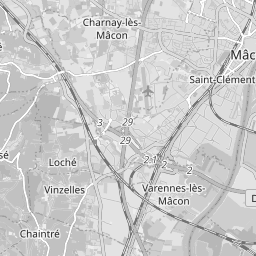 Charnay-lès-
Mâcon
Mâc
Saint-Clément
3
29
29
sé
Loché
2.1
2
2
Vinzelles
Varennes-lès-
Mâcon
D
Chaintré